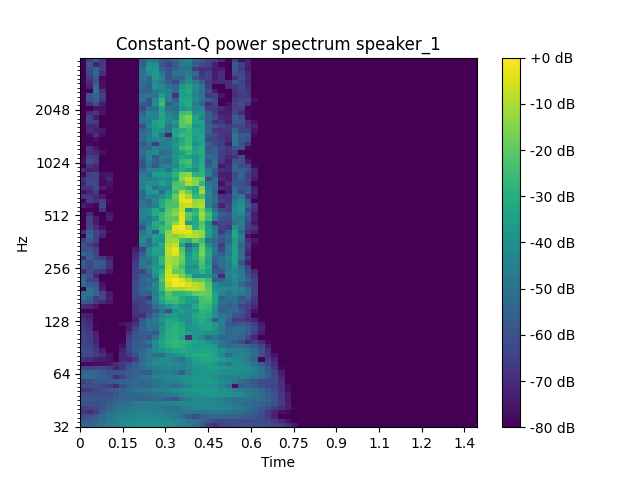 Constant-Q power spectrum speaker_1
Hz
2048
1024
512
256
128
64
32
0 0.15 0.3 0.45 0.6 0.75 0.9 1.1 1.2 1.4
Time
+0 dB
-10 dB
-20 dB
-30 dB
-40 dB
-50 dB
-60 dB
-70 dB
-80 dB